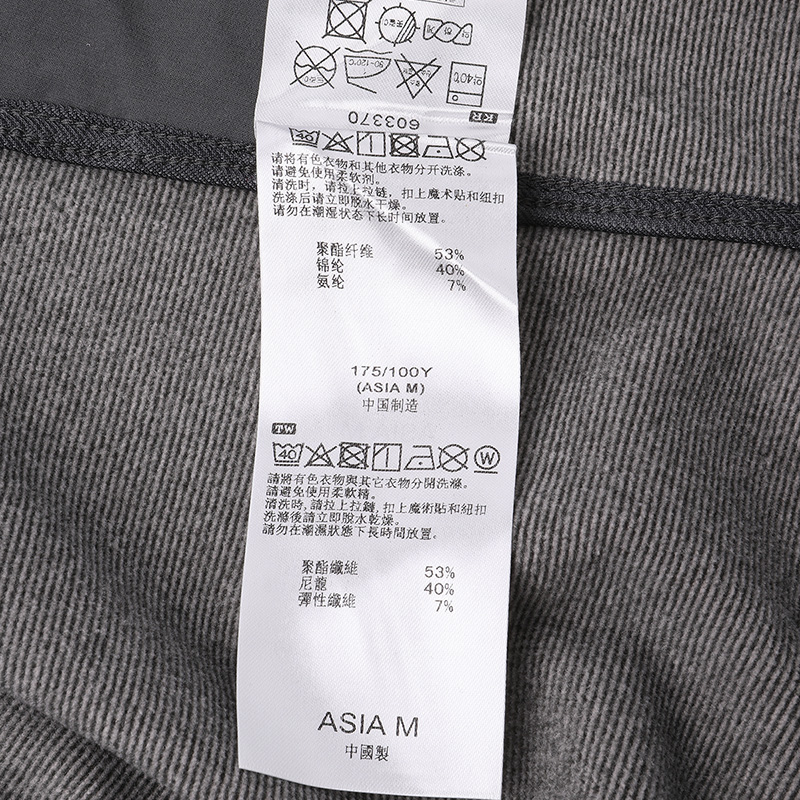 603370
KR
40
请将有色衣物和其他衣物分开洗涤。
请避免使用柔软剂。
清洗时，请拉上拉链，扣上魔术贴和纽扣
洗涤后请立即脱水干燥。
请勿在潮湿状态下长时间放置。
聚酯纤维 53%
锦纶 40%
氨纶 7%
175/100Y
(ASIA M)
中国制造
TW
40 W
請將有色衣物與其它衣物分開洗滌。
請避免使用柔軟精。
清洗時,請拉上拉鏈,扣上魔術貼和紐扣
洗滌後請立即脫水乾燥。
請勿在潮濕狀態下長時間放置。
聚酯纖維 53%
尼龍 40%
彈性纖維 7%
ASIA M
中國製